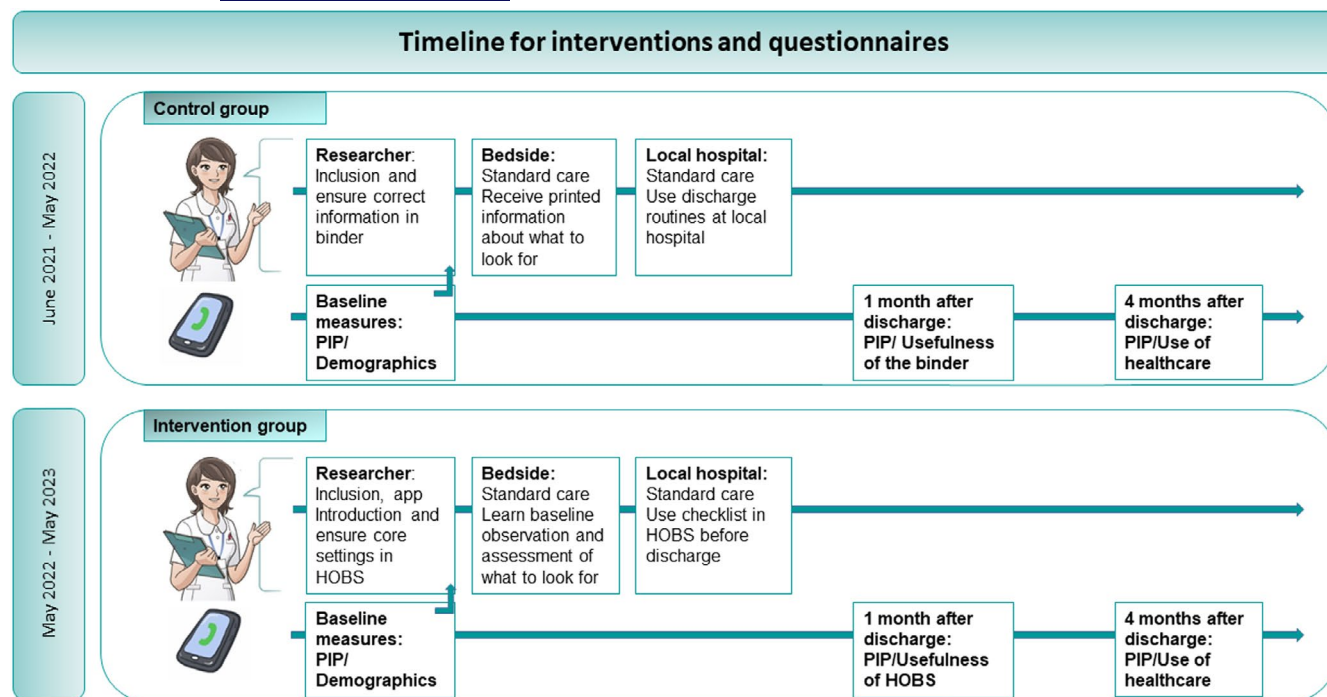 Timeline for interventions and questionnaires
June 2021 - May 2022
Control group
Researcher:
Inclusion and
ensure correct
information in
binder
Bedside:
Standard care
Receive printed
information
about what to
look for
Local hospital:
Standard care
Use discharge
routines at local
hospital
Baseline
measures:
PIP/
Demographics
1 month after
discharge:
PIP/ Usefulness
of the binder
4 months after
discharge:
PIP/Use of
healthcare
May 2022 - May 2023
Intervention group
Researcher:
Inclusion, app
Introduction and
ensure core
settings in
HOBS
Bedside:
Standard care
Learn baseline
observation and
assessment of
what to look for
Local hospital:
Standard care
Use checklist in
HOBS before
discharge
Baseline
measures:
PIP/
Demographics
1 month after
discharge:
PIP/Usefulness
of HOBS
4 months after
discharge:
PIP/Use of
healthcare